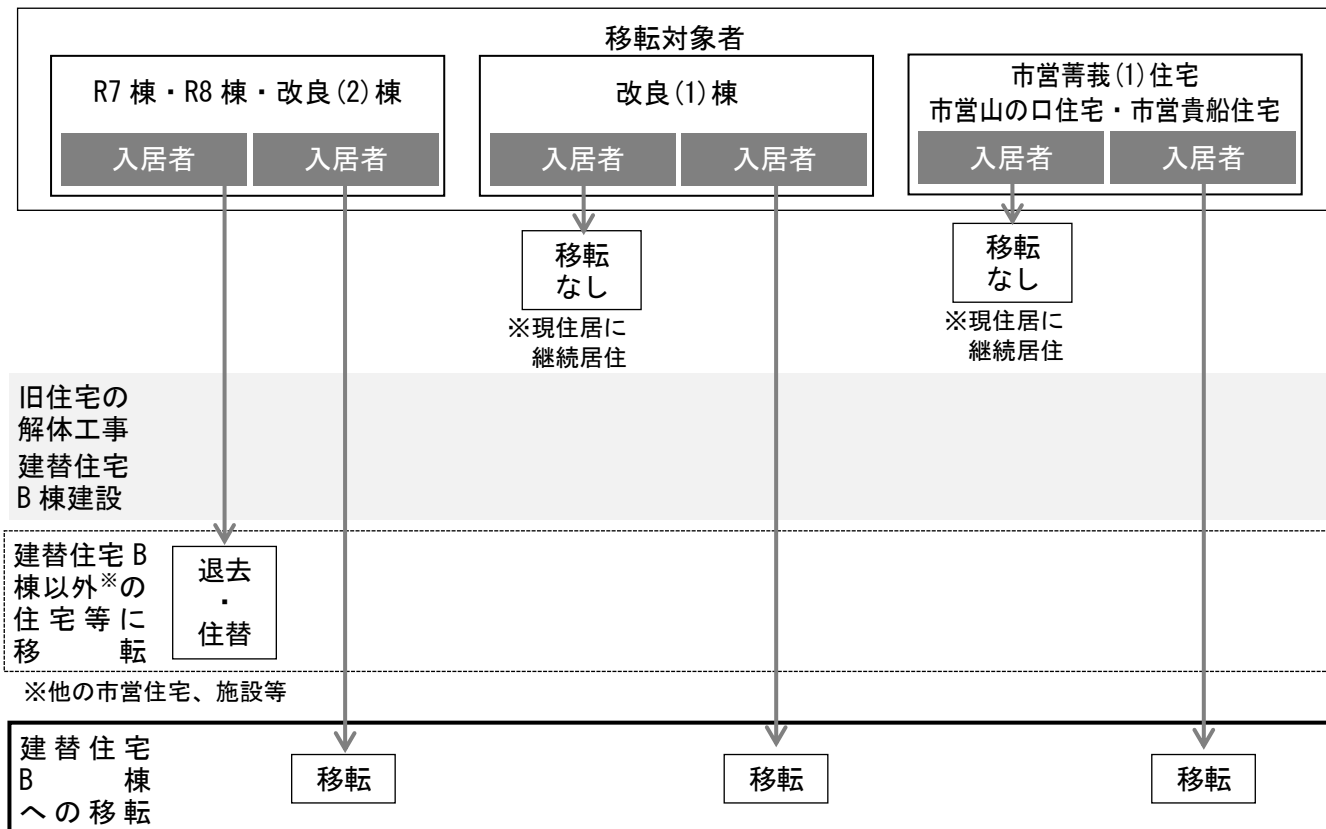 移転対象者
R7棟・R8棟・改良(2)棟
入居者
入居者
改良(1)棟
入居者
入居者
市営菁莪(1)住宅
市営山の口住宅・市営貴船住宅
入居者
入居者
移転
なし
※現住居に
継続居住
移転
なし
※現住居に
継続居住
旧住宅の
解体工事
建替住宅
B棟建設
建替住宅B
棟以外※の
住宅等に
移転
退去
・
住替
※他の市営住宅、施設等
建替住宅
B棟
への移転
移転
移転
移転